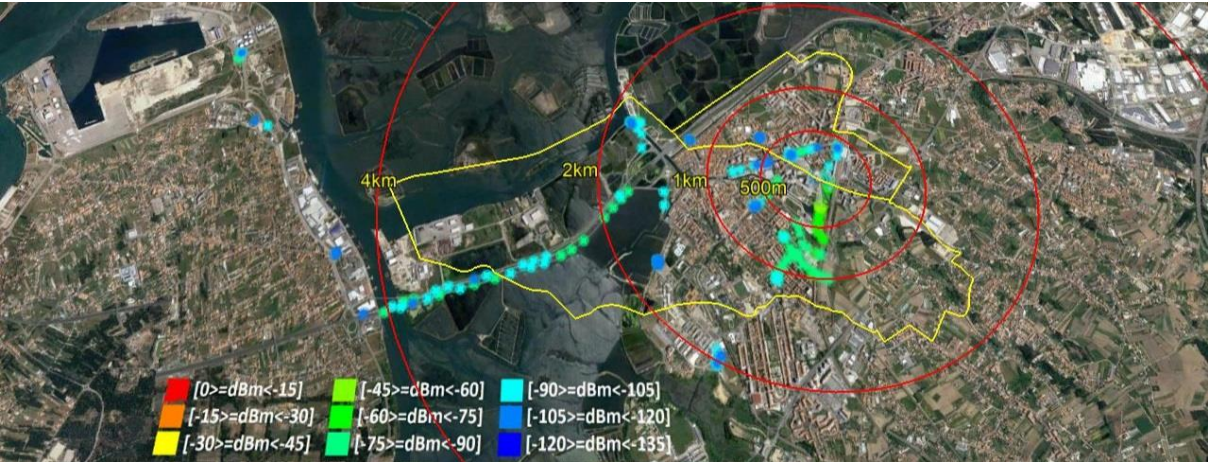 4km
2km
1km
500m
[0>=dBm<-15]
[-45>=dBm<-60]
[-90>=dBm<-105]
[-15>=dBm<-30]
[-60>=dBm<-75]
[-105>=dBm<-120]
[-30>=dBm<-45]
[-75>=dBm<-90]
[-120>=dBm<-135]